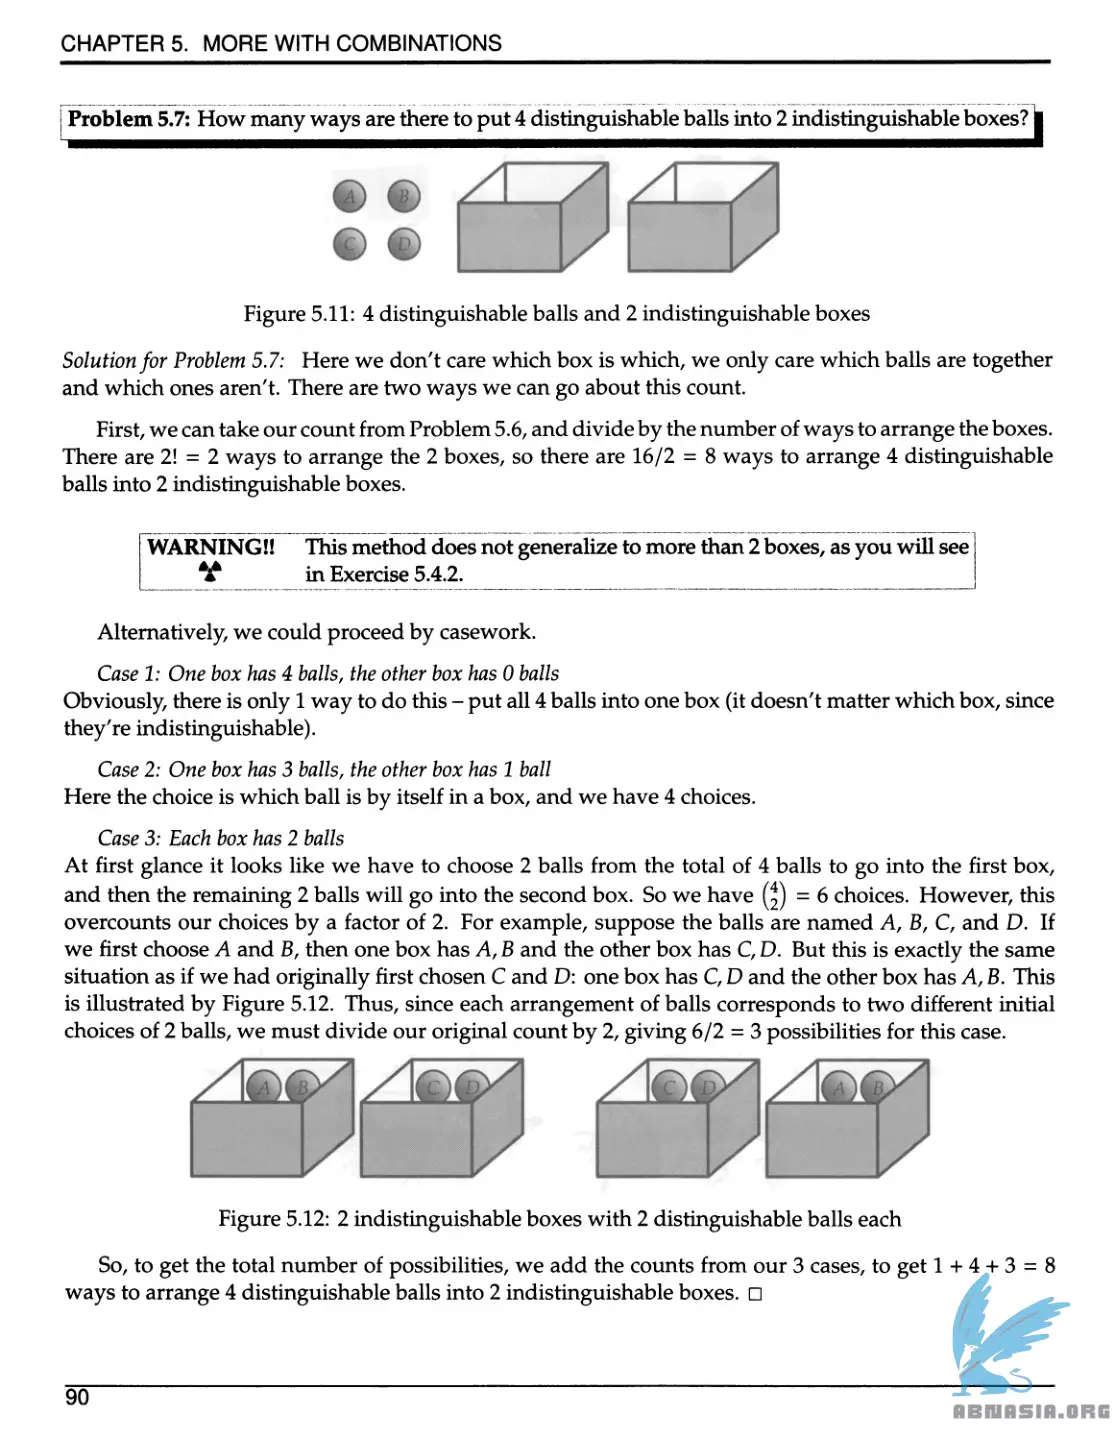 CHAPTER 5. MORE WITH COMBINATIONS
Problem 5.7: How many ways are there to put 4 distinguishable balls into 2 indistinguishable boxes?
A B
C D
Figure 5.11: 4 distinguishable balls and 2 indistinguishable boxes
Solution for Problem 5.7: Here we don't care which box is which, we only care which balls are together
and which ones aren't. There are two ways we can go about this count.
First, we can take our count from Problem 5.6, and divide by the number of ways to arrange the boxes.
There are 2! = 2 ways to arrange the 2 boxes, so there are 16/2 = 8 ways to arrange 4 distinguishable
balls into 2 indistinguishable boxes.
WARNING!! This method does not generalize to more than 2 boxes, as you will see
in Exercise 5.4.2.
Alternatively, we could proceed by casework.
Case 1: One box has 4 balls, the other box has 0 balls
Obviously, there is only 1 way to do this – put all 4 balls into one box (it doesn't matter which box, since
they're indistinguishable).
Case 2: One box has 3 balls, the other box has 1 ball
Here the choice is which ball is by itself in a box, and we have 4 choices.
Case 3: Each box has 2 balls
At first glance it looks like we have to choose 2 balls from the total of 4 balls to go into the first box,
and then the remaining 2 balls will go into the second box. So we have (4 2) = 6 choices. However, this
overcounts our choices by a factor of 2. For example, suppose the balls are named A, B, C, and D. If
we first choose A and B, then one box has A, B and the other box has C, D. But this is exactly the same
situation as if we had originally first chosen C and D: one box has C, D and the other box has A, B. This
is illustrated by Figure 5.12. Thus, since each arrangement of balls corresponds to two different initial
choices of 2 balls, we must divide our original count by 2, giving 6/2 = 3 possibilities for this case.
A B C D C D A B
Figure 5.12: 2 indistinguishable boxes with 2 distinguishable balls each
So, to get the total number of possibilities, we add the counts from our 3 cases, to get 1 + 4 + 3 = 8
ways to arrange 4 distinguishable balls into 2 indistinguishable boxes. □
90
ABNASIA.ORG